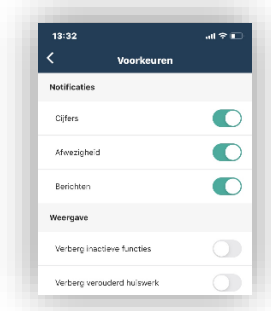 13:32
Voorkeuren
Notificaties
Cijfers
Afwezigheid
Berichten
Weergave
Verberg inactieve functies
Verberg verouderd huiswerk